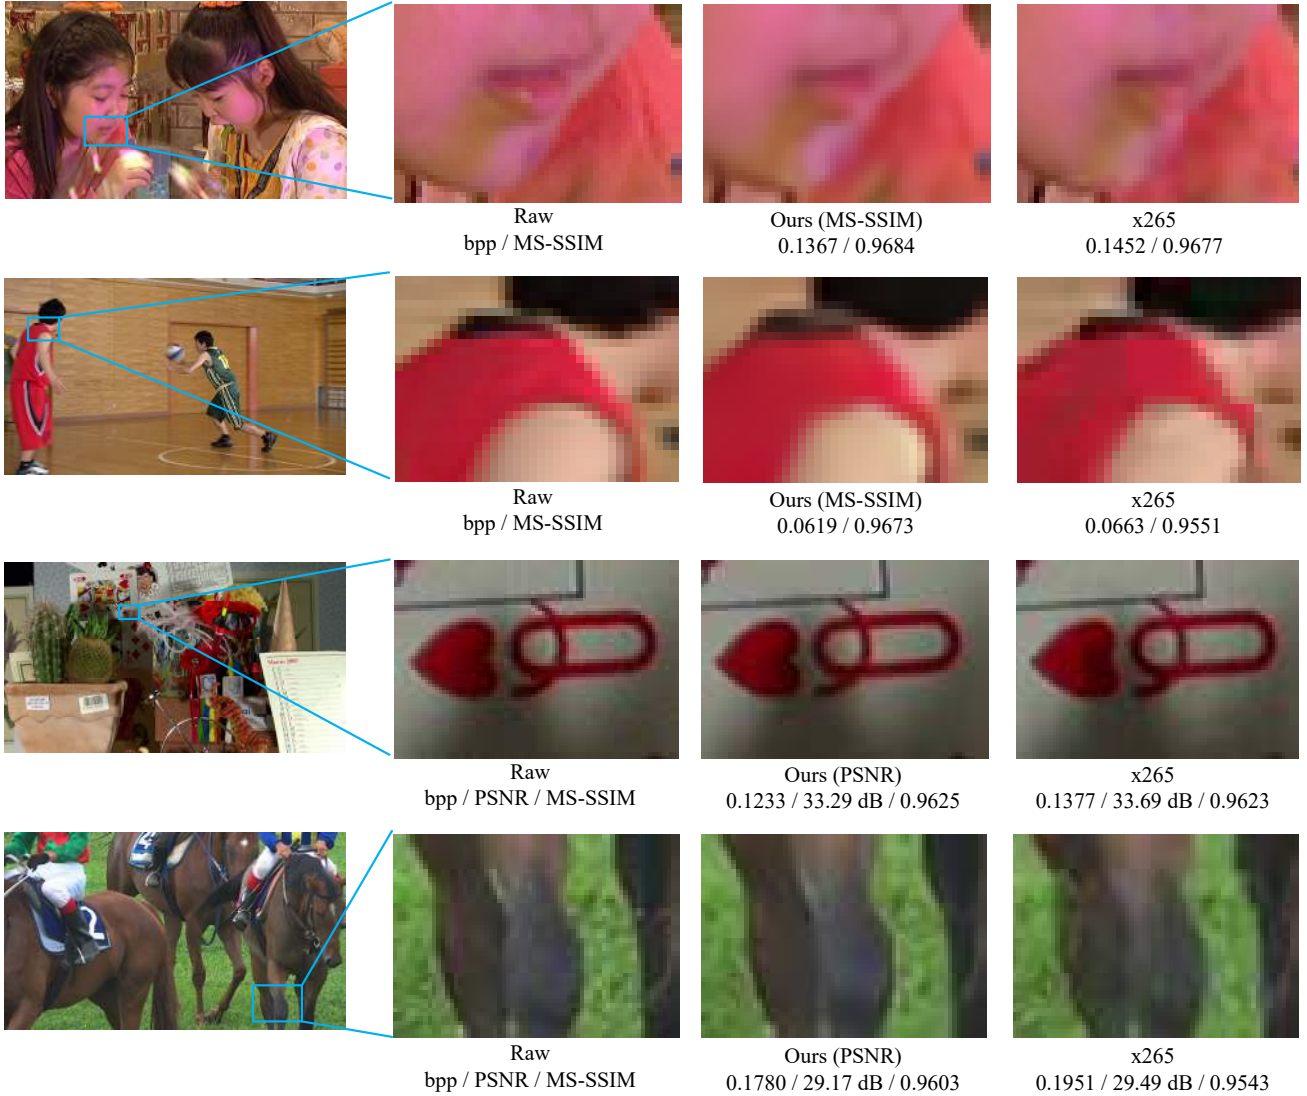 Raw
bpp / MS-SSIM
Ours (MS-SSIM)
0.1367 / 0.9684
x265
0.1452 / 0.9677
Raw
bpp / MS-SSIM
Ours (MS-SSIM)
0.0619 / 0.9673
x265
0.0663 / 0.9551
Raw
bpp / PSNR / MS-SSIM
Ours (PSNR)
0.1233 / 33.29 dB / 0.9625
x265
0.1377 / 33.69 dB / 0.9623
2
Raw
bpp / PSNR / MS-SSIM
Ours (PSNR)
0.1780 / 29.17 dB / 0.9603
x265
0.1951 / 29.49 dB / 0.9543